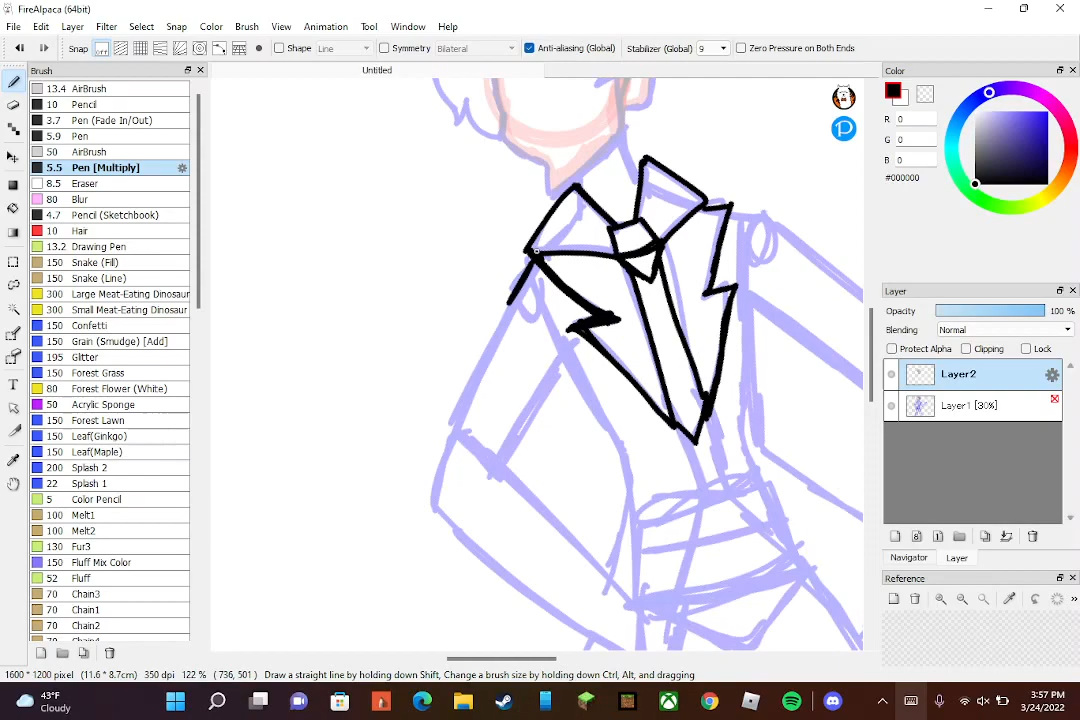 FireAlpaca (64bit)
File Edit Layer Filter Select Snap Color Brush View Animation Tool Window Help
Snap off Shape Line Symmetry Bilateral Anti-aliasing (Global) Stabilizer (Global) 9 Zero Pressure on Both Ends
Brush
Untitled
Color
13.4 AirBrush
10 Pencil
3.7 Pen (Fade In/Out)
5.9 Pen
50 AirBrush
5.5 Pen [Multiply]
8.5 Eraser
80 Blur
4.7 Pencil (Sketchbook)
10 Hair
13.2 Drawing Pen
150 Snake (Fill)
150 Snake (Line)
300 Large Meat-Eating Dinosaur
300 Small Meat-Eating Dinosaur
150 Confetti
150 Grain (Smudge) [Add]
195 Glitter
150 Forest Grass
80 Forest Flower (White)
50 Acrylic Sponge
150 Forest Lawn
150 Leaf(Ginkgo)
150 Leaf(Maple)
200 Splash 2
150 Splash 1
5 Color Pencil
100 Melt1
100 Melt2
130 Fur3
150 Fluff Mix Color
52 Fluff
70 Chain3
70 Chain1
70 Chain2
70 Chain4
R 0
G 0
B 0
#000000
Layer
Opacity 100 %
Blending Normal
Protect Alpha Clipping Lock
Layer2
Layer1 [30%]
Navigator Layer
Reference
1600 * 1200 pixel (11.6 * 8.7cm) 350 dpi 122 % (736, 501) Draw a straight line by holding down Shift, Change a brush size by holding down Ctrl, Alt, and dragging
43°F
Cloudy
3:57 PM
3/24/2022